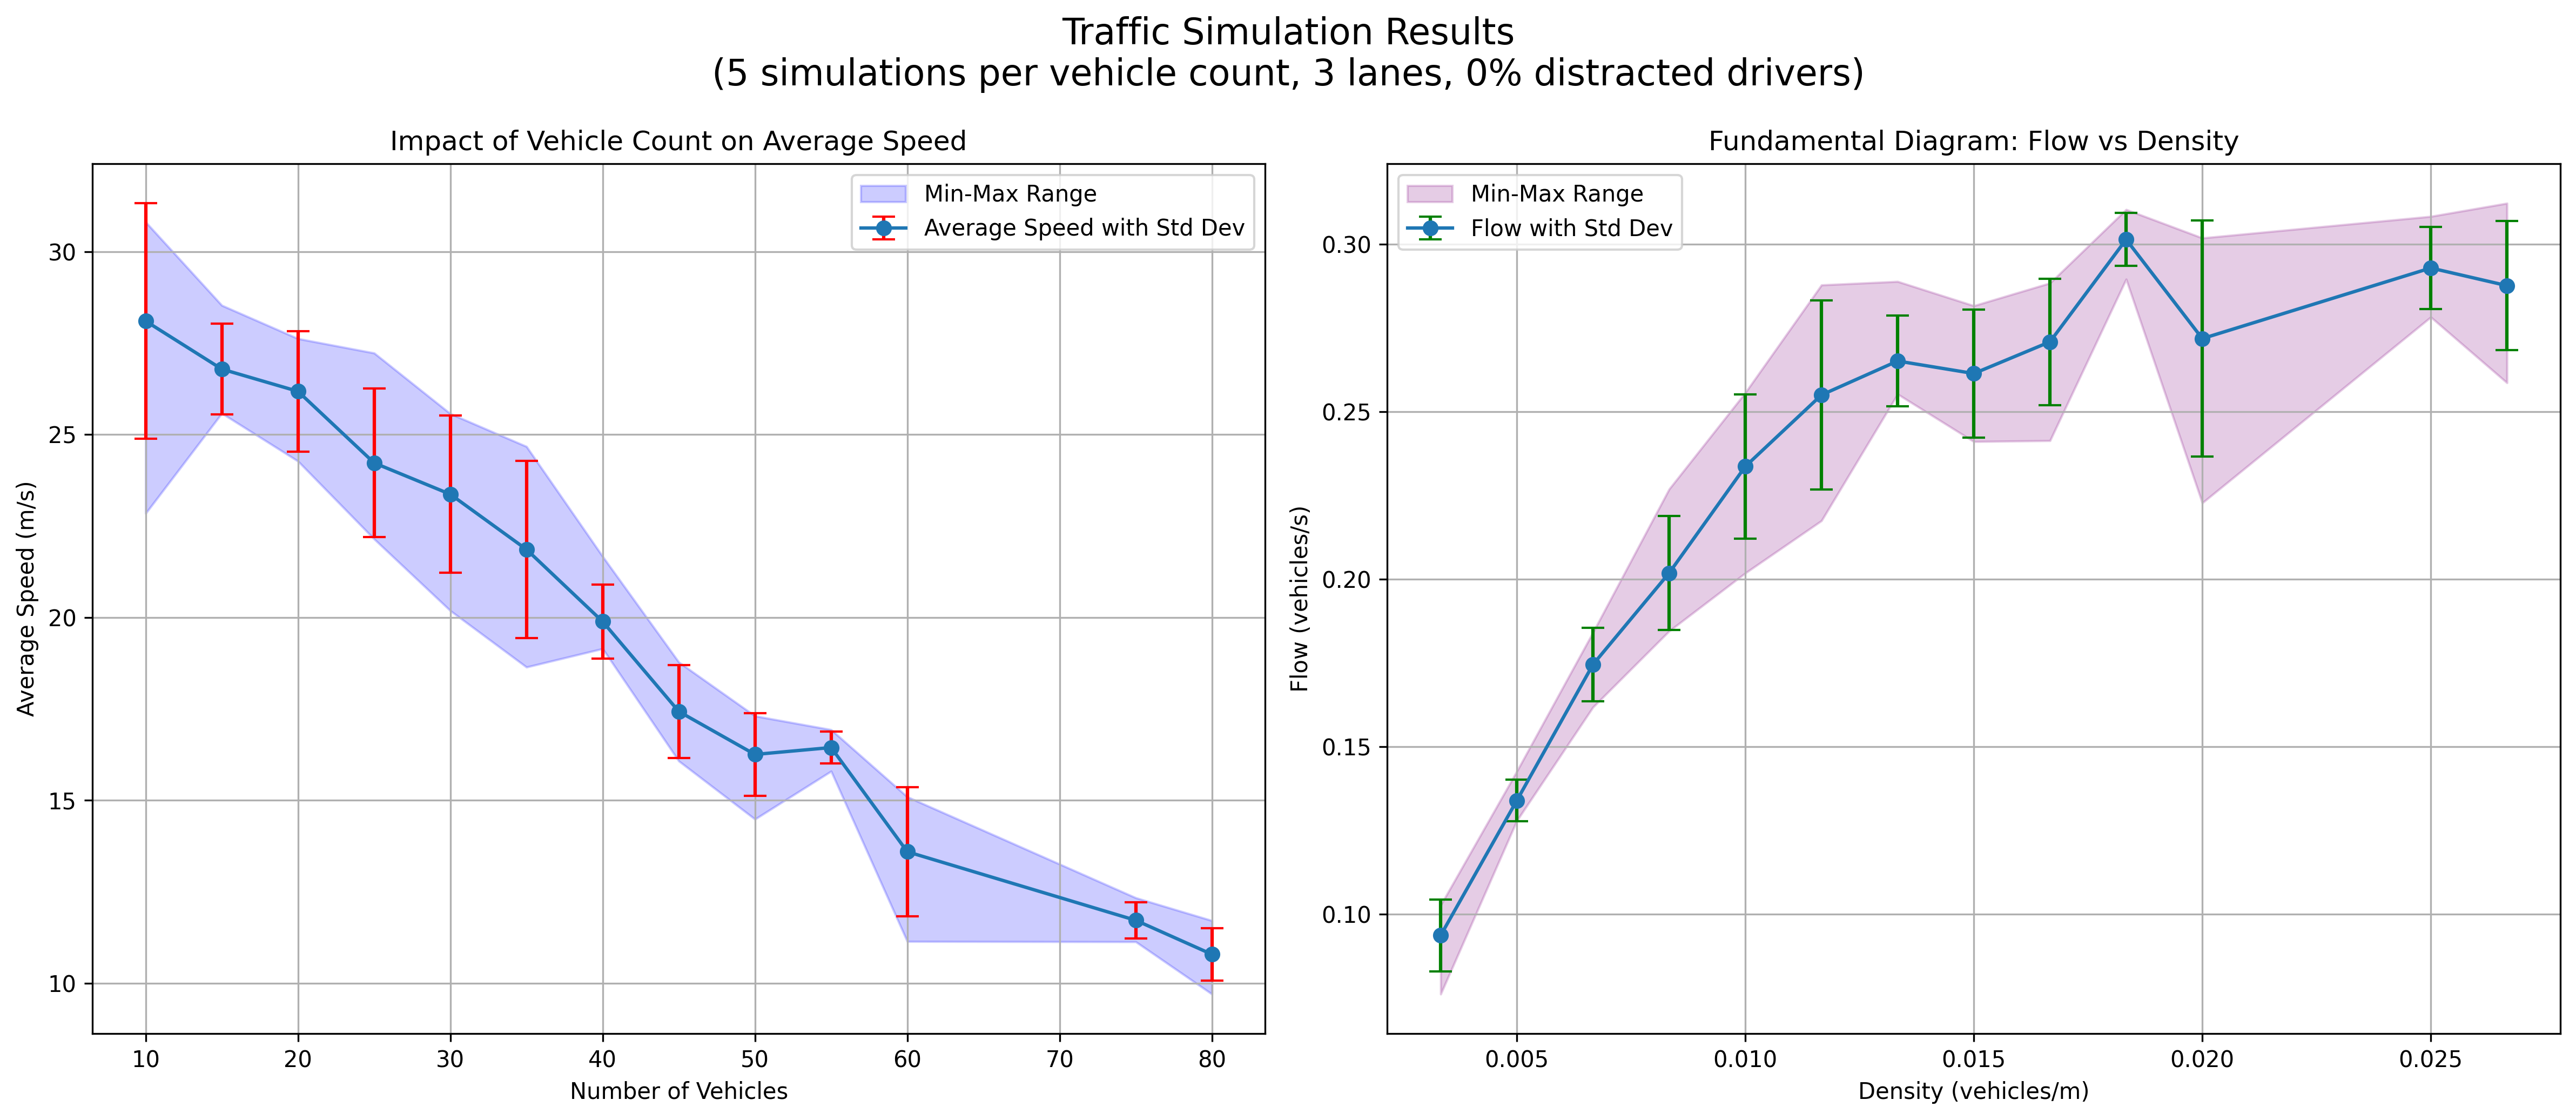 Traffic Simulation Results
(5 simulations per vehicle count, 3 lanes, 0% distracted drivers)
Impact of Vehicle Count on Average Speed
Min-Max Range
Average Speed with Std Dev
Average Speed (m/s)
30
25
20
15
10
10 20 30 40 50 60 70 80
Number of Vehicles
Fundamental Diagram: Flow vs Density
Min-Max Range
Flow with Std Dev
Flow (vehicles/s)
0.30
0.25
0.20
0.15
0.10
0.005 0.010 0.015 0.020 0.025
Density (vehicles/m)